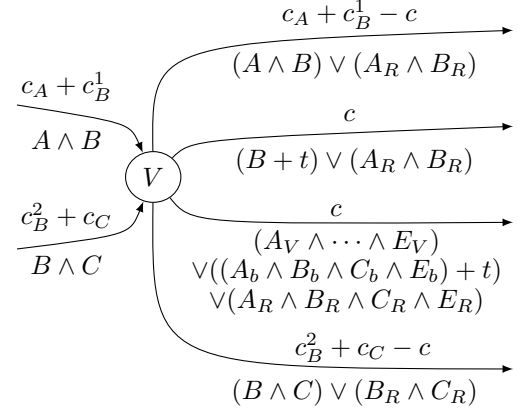 c_A + c_B^1 − c
(A ∧ B) ∨ (A_R ∧ B_R)
c_A + c_B^1
A ∧ B
c
(B + t) ∨ (A_R ∧ B_R)
V
c_B^2 + c_C
B ∧ C
c
(A_V ∧ ⋯ ∧ E_V)
∨((A_b ∧ B_b ∧ C_b ∧ E_b) + t)
∨(A_R ∧ B_R ∧ C_R ∧ E_R)
c_B^2 + c_C − c
(B ∧ C) ∨ (B_R ∧ C_R)